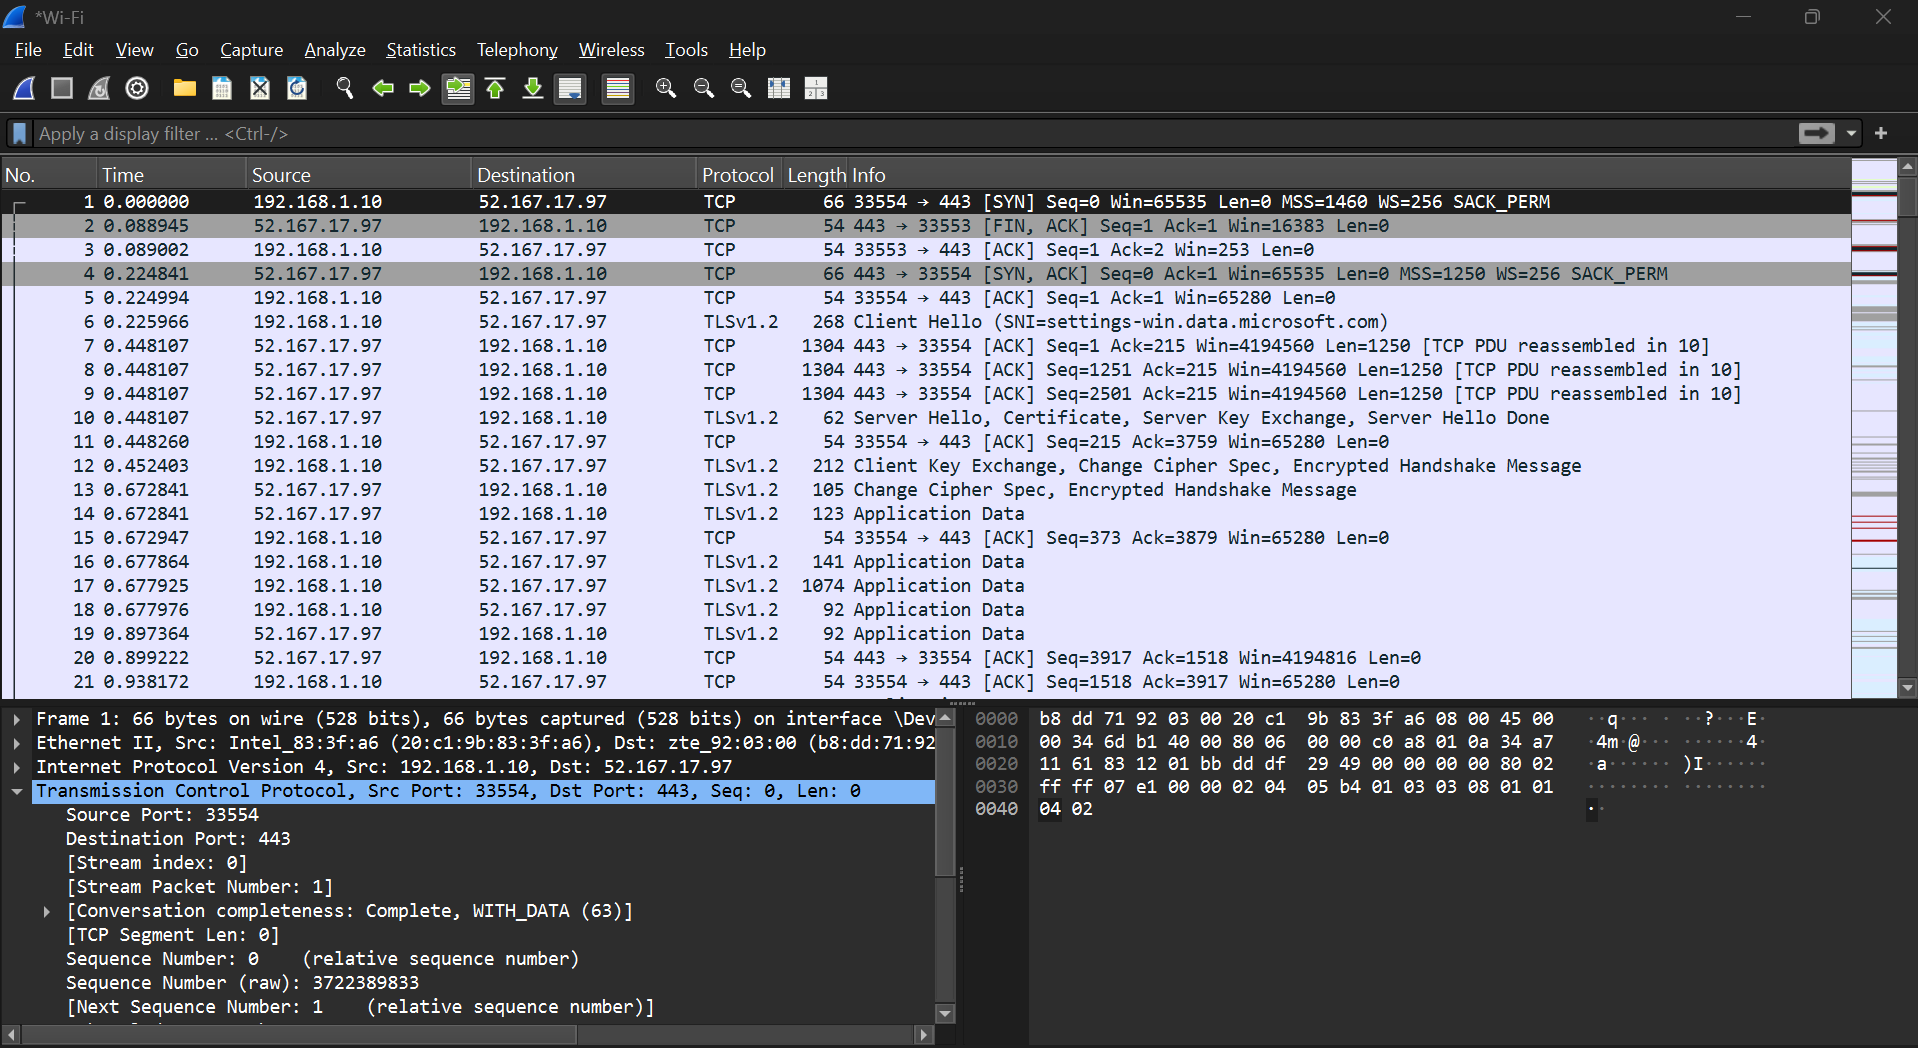 *Wi-Fi
File Edit View Go Capture Analyze Statistics Telephony Wireless Tools Help
Apply a display filter ... <Ctrl-/>
No. Time Source Destination Protocol Length Info
1 0.000000 192.168.1.10 52.167.17.97 TCP 66 33554 → 443 [SYN] Seq=0 Win=65535 Len=0 MSS=1460 WS=256 SACK_PERM
2 0.088945 52.167.17.97 192.168.1.10 TCP 54 443 → 33553 [FIN, ACK] Seq=1 Ack=1 Win=16383 Len=0
3 0.089002 192.168.1.10 52.167.17.97 TCP 54 33553 → 443 [ACK] Seq=1 Ack=2 Win=253 Len=0
4 0.224841 52.167.17.97 192.168.1.10 TCP 66 443 → 33554 [SYN, ACK] Seq=0 Ack=1 Win=65535 Len=0 MSS=1250 WS=256 SACK_PERM
5 0.224994 192.168.1.10 52.167.17.97 TCP 54 33554 → 443 [ACK] Seq=1 Ack=1 Win=65280 Len=0
6 0.225966 192.168.1.10 52.167.17.97 TLSv1.2 268 Client Hello (SNI=settings-win.data.microsoft.com)
7 0.448107 52.167.17.97 192.168.1.10 TCP 1304 443 → 33554 [ACK] Seq=1 Ack=215 Win=4194560 Len=1250 [TCP PDU reassembled in 10]
8 0.448107 52.167.17.97 192.168.1.10 TCP 1304 443 → 33554 [ACK] Seq=1251 Ack=215 Win=4194560 Len=1250 [TCP PDU reassembled in 10]
9 0.448107 52.167.17.97 192.168.1.10 TCP 1304 443 → 33554 [ACK] Seq=2501 Ack=215 Win=4194560 Len=1250 [TCP PDU reassembled in 10]
10 0.448107 52.167.17.97 192.168.1.10 TLSv1.2 62 Server Hello, Certificate, Server Key Exchange, Server Hello Done
11 0.448260 192.168.1.10 52.167.17.97 TCP 54 33554 → 443 [ACK] Seq=215 Ack=3759 Win=65280 Len=0
12 0.452403 192.168.1.10 52.167.17.97 TLSv1.2 212 Client Key Exchange, Change Cipher Spec, Encrypted Handshake Message
13 0.672841 52.167.17.97 192.168.1.10 TLSv1.2 105 Change Cipher Spec, Encrypted Handshake Message
14 0.672841 52.167.17.97 192.168.1.10 TLSv1.2 123 Application Data
15 0.672947 192.168.1.10 52.167.17.97 TCP 54 33554 → 443 [ACK] Seq=373 Ack=3879 Win=65280 Len=0
16 0.677864 192.168.1.10 52.167.17.97 TLSv1.2 141 Application Data
17 0.677925 192.168.1.10 52.167.17.97 TLSv1.2 1074 Application Data
18 0.677976 192.168.1.10 52.167.17.97 TLSv1.2 92 Application Data
19 0.897364 52.167.17.97 192.168.1.10 TLSv1.2 92 Application Data
20 0.899222 52.167.17.97 192.168.1.10 TCP 54 443 → 33554 [ACK] Seq=3917 Ack=1518 Win=4194816 Len=0
21 0.938172 192.168.1.10 52.167.17.97 TCP 54 33554 → 443 [ACK] Seq=1518 Ack=3917 Win=65280 Len=0
Frame 1: 66 bytes on wire (528 bits), 66 bytes captured (528 bits) on interface \Dev
Ethernet II, Src: Intel_83:3f:a6 (20:c1:9b:83:3f:a6), Dst: zte_92:03:00 (b8:dd:71:92
Internet Protocol Version 4, Src: 192.168.1.10, Dst: 52.167.17.97
Transmission Control Protocol, Src Port: 33554, Dst Port: 443, Seq: 0, Len: 0
Source Port: 33554
Destination Port: 443
[Stream index: 0]
[Stream Packet Number: 1]
[Conversation completeness: Complete, WITH_DATA (63)]
[TCP Segment Len: 0]
Sequence Number: 0 (relative sequence number)
Sequence Number (raw): 3722389833
[Next Sequence Number: 1 (relative sequence number)]
0000 b8 dd 71 92 03 00 20 c1 9b 83 3f a6 08 00 45 00 ··q··· · ··?···E·
0010 00 34 6d b1 40 00 80 06 00 00 c0 a8 01 0a 34 a7 ·4m·@··· ······4·
0020 11 61 83 12 01 bb dd df 29 49 00 00 00 00 80 02 ·a······ )I······
0030 ff ff 07 e1 00 00 02 04 05 b4 01 03 03 08 01 01 ········ ········
0040 04 02 ··